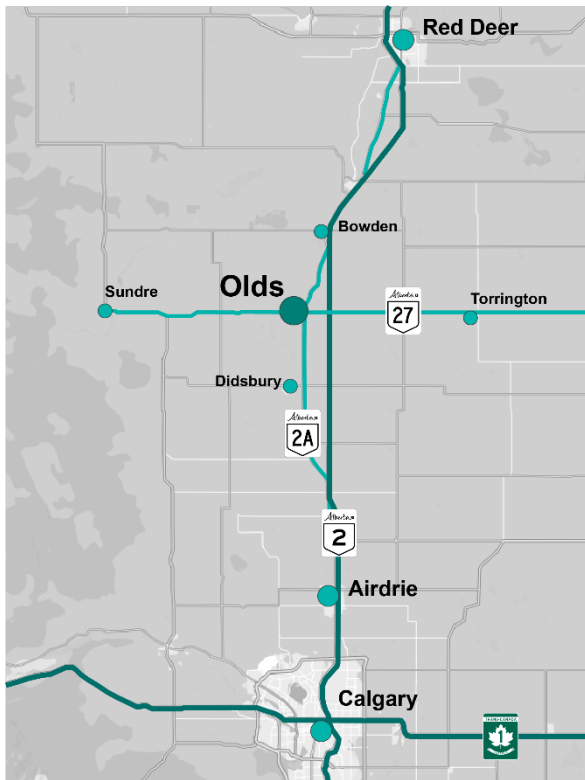 Red Deer
Bowden
Sundre
Olds
Alberta
27
Torrington
Didsbury
Alberta
2A
Alberta
2
Airdrie
Calgary
TRANS-CANADA
1